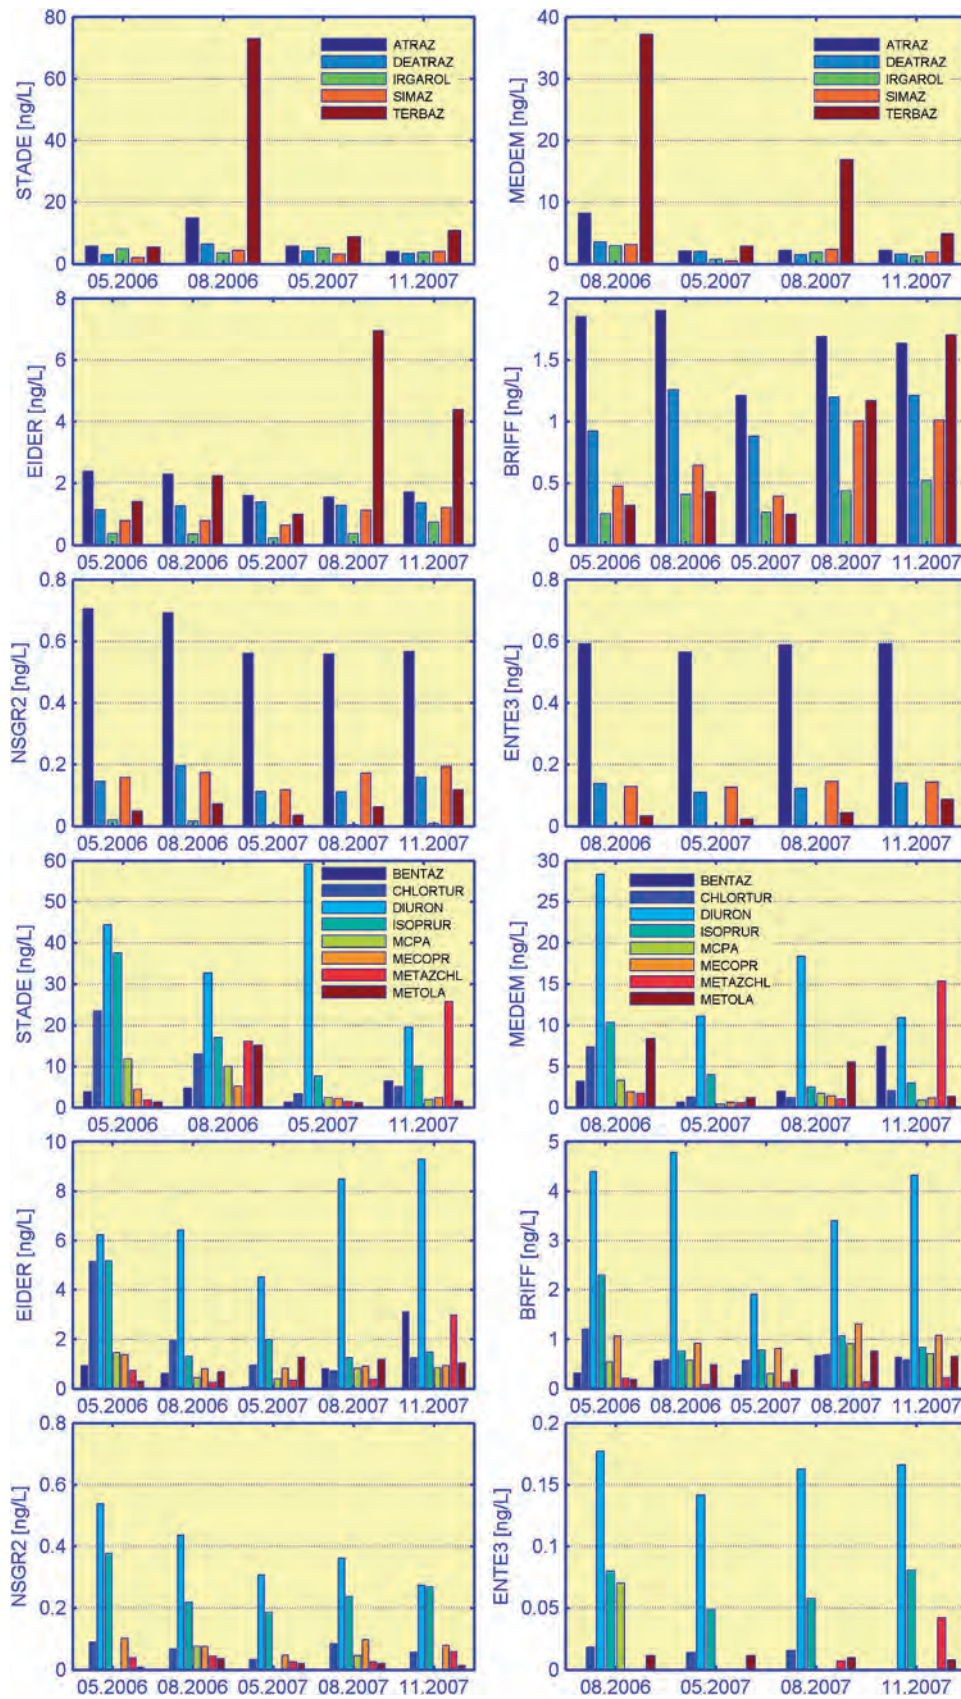 STADE [ng/L]
80
60
40
20
0
ATRAZ
DEATRAZ
IRGAROL
SIMAZ
TERBAZ
05.2006 08.2006 05.2007 11.2007
MEDEM [ng/L]
40
30
20
10
0
ATRAZ
DEATRAZ
IRGAROL
SIMAZ
TERBAZ
08.2006 05.2007 08.2007 11.2007
EIDER [ng/L]
8
6
4
2
0
05.2006 08.2006 05.2007 08.2007 11.2007
BRIFF [ng/L]
2
1.5
1
0.5
0
05.2006 08.2006 05.2007 08.2007 11.2007
NSGR2 [ng/L]
0.8
0.6
0.4
0.2
0
05.2006 08.2006 05.2007 08.2007 11.2007
ENTE3 [ng/L]
0.8
0.6
0.4
0.2
0
08.2006 05.2007 08.2007 11.2007
STADE [ng/L]
60
50
40
30
20
10
0
BENTAZ
CHLORTUR
DIURON
ISOPRUR
MCPA
MECOPR
METAZCHL
METOLA
05.2006 08.2006 05.2007 11.2007
MEDEM [ng/L]
30
25
20
15
10
5
0
BENTAZ
CHLORTUR
DIURON
ISOPRUR
MCPA
MECOPR
METAZCHL
METOLA
08.2006 05.2007 08.2007 11.2007
EIDER [ng/L]
10
8
6
4
2
0
05.2006 08.2006 05.2007 08.2007 11.2007
BRIFF [ng/L]
5
4
3
2
1
0
05.2006 08.2006 05.2007 08.2007 11.2007
NSGR2 [ng/L]
0.8
0.6
0.4
0.2
0
05.2006 08.2006 05.2007 08.2007 11.2007
ENTE3 [ng/L]
0.2
0.15
0.1
0.05
0
08.2006 05.2007 08.2007 11.2007